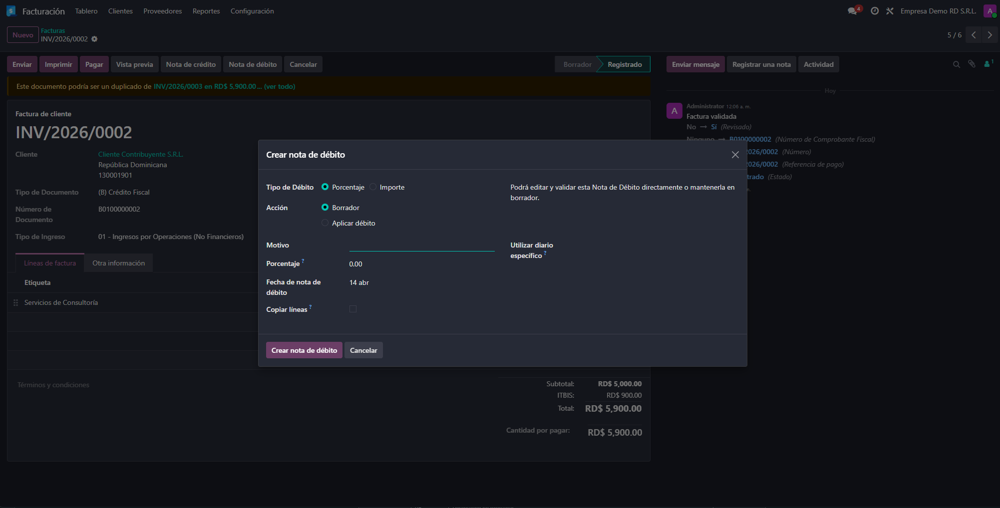 Facturación
Tablero
Clientes
Proveedores
Reportes
Configuración
4
Empresa Demo RD S.R.L.
A
Nuevo
Facturas
INV/2026/0002
5 / 6
Enviar
Imprimir
Pagar
Vista previa
Nota de crédito
Nota de débito
Cancelar
Borrador
Registrado
Enviar mensaje
Registrar una nota
Actividad
1
Este documento podría ser un duplicado de INV/2026/0003 en RD$ 5,900.00... (ver todo)
Hoy
Factura de cliente
INV/2026/0002
Cliente
Cliente Contribuyente S.R.L.
República Dominicana
130001901
Tipo de Documento
(B) Crédito Fiscal
Número de
Documento
B0100000002
Tipo de Ingreso
01 - Ingresos por Operaciones (No Financieros)
Líneas de factura
Otra información
Etiqueta
Servicios de Consultoría
Términos y condiciones
Subtotal: RD$ 5,000.00
ITBIS: RD$ 900.00
Total: RD$ 5,900.00
Cantidad por pagar: RD$ 5,900.00
A
Administrator 12:06 a. m.
Factura validada
No → Sí (Revisado)
Ninguno → B0100000002 (Número de Comprobante Fiscal)
026/0002 (Número)
026/0002 (Referencia de pago)
trado (Estado)
Crear nota de débito
Tipo de Débito
Porcentaje
Importe
Podrá editar y validar esta Nota de Débito directamente o mantenerla en
borrador.
Acción
Borrador
Aplicar débito
Motivo
Utilizar diario
específico ?
Porcentaje ?
0.00
Fecha de nota de
débito
14 abr
Copiar líneas ?
Crear nota de débito
Cancelar